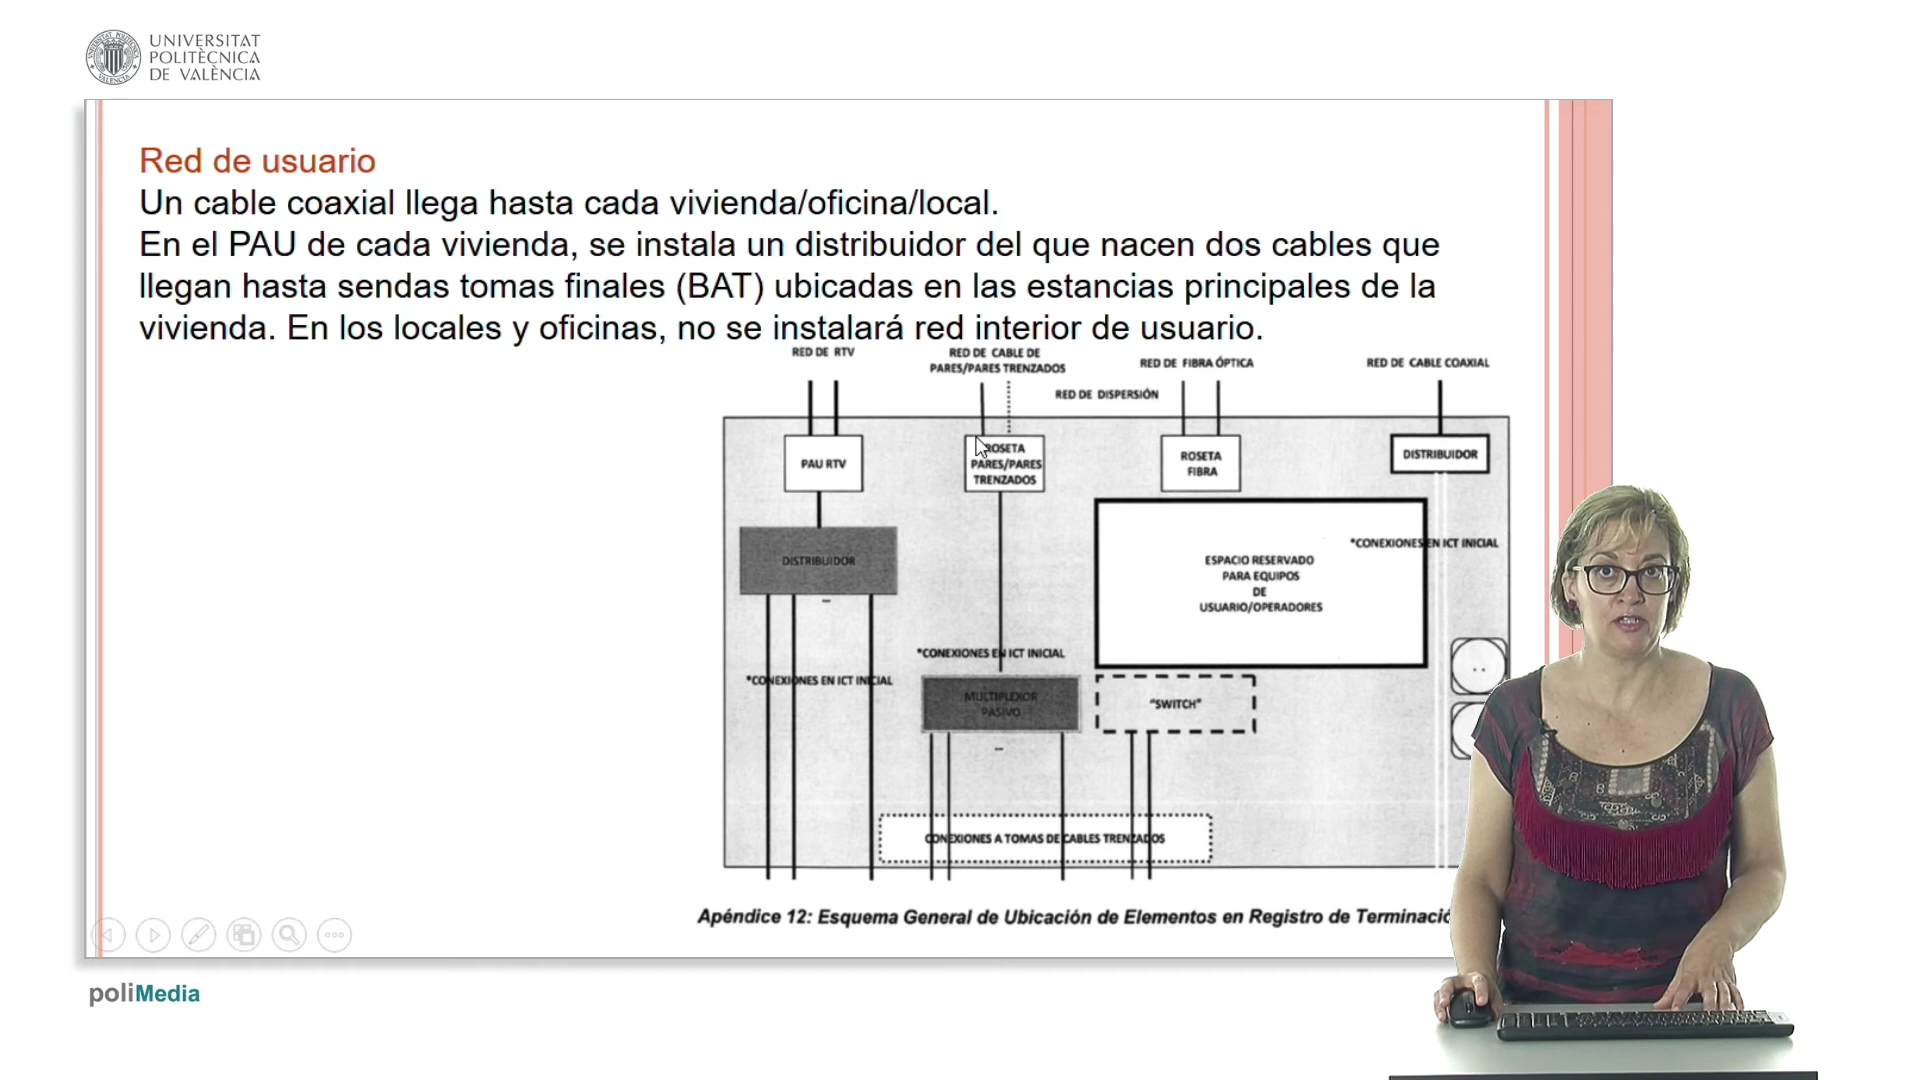 UNIVERSITAT
POLITÈCNICA
DE VALÈNCIA
Red de usuario
Un cable coaxial llega hasta cada vivienda/oficina/local.
En el PAU de cada vivienda, se instala un distribuidor del que nacen dos cables que
llegan hasta sendas tomas finales (BAT) ubicadas en las estancias principales de la
vivienda. En los locales y oficinas, no se instalará red interior de usuario.
RED DE RTV
RED DE CABLE DE
PARES/PARES TRENZADOS
RED DE FIBRA ÓPTICA
RED DE CABLE COAXIAL
RED DE DISPERSIÓN
PAU RTV
ROSETA
PARES/PARES
TRENZADOS
ROSETA
FIBRA
DISTRIBUIDOR
DISTRIBUIDOR
ESPACIO RESERVADO
PARA EQUIPOS
DE
USUARIO/OPERADORES
*CONEXIONES EN ICT INICIAL
*CONEXIONES EN ICT INICIAL
*CONEXIONES EN ICT INICIAL
MULTIPLEXOR
PASIVO
"SWITCH"
CONEXIONES A TOMAS DE CABLES TRENZADOS
Apéndice 12: Esquema General de Ubicación de Elementos en Registro de
poliMedia